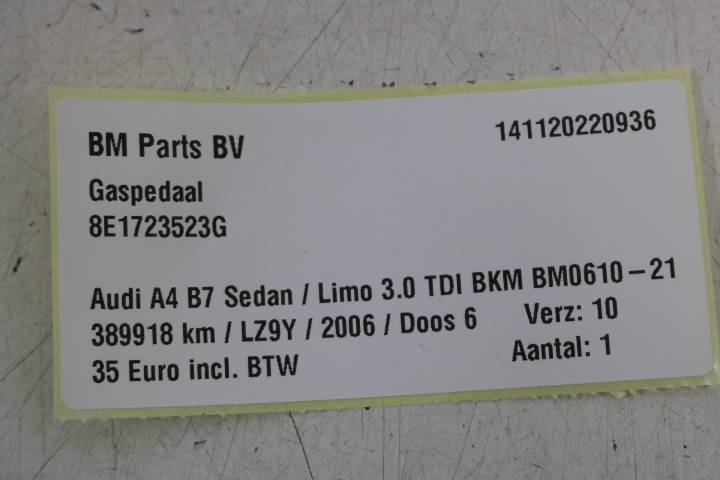 BM Parts BV 141120220936
Gaspedaal
8E1723523G
Audi A4 B7 Sedan / Limo 3.0 TDI BKM BM0610-21
389918 km / LZ9Y / 2006 / Doos 6 Verz: 10
35 Euro incl. BTW Aantal: 1